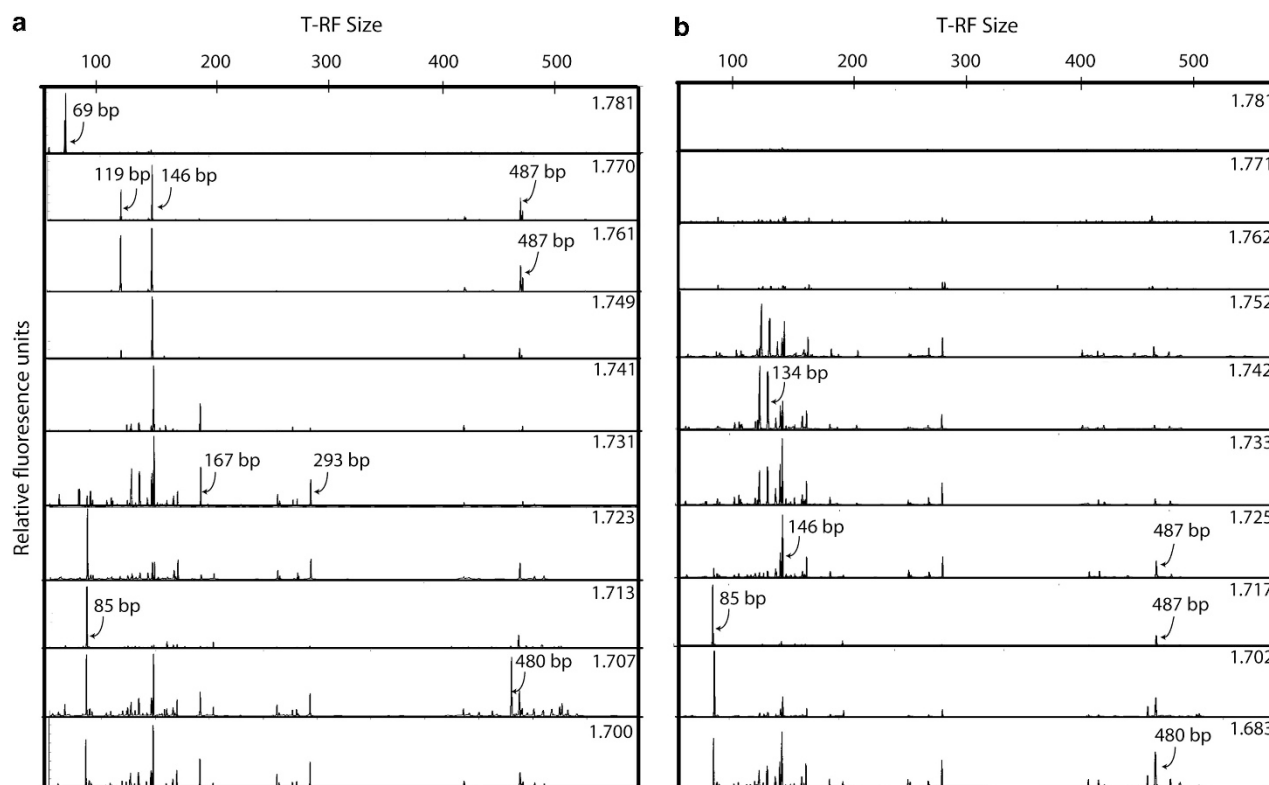 a
T-RF Size
100 200 300 400 500
Relative fluoresence units
1.781
69 bp
1.770
119 bp
146 bp
487 bp
1.761
487 bp
1.749
1.741
1.731
167 bp
293 bp
1.723
1.713
85 bp
1.707
480 bp
1.700
b
T-RF Size
100 200 300 400 500
1.781
1.771
1.762
1.752
1.742
134 bp
1.733
1.725
146 bp
487 bp
1.717
85 bp
487 bp
1.702
1.683
480 bp